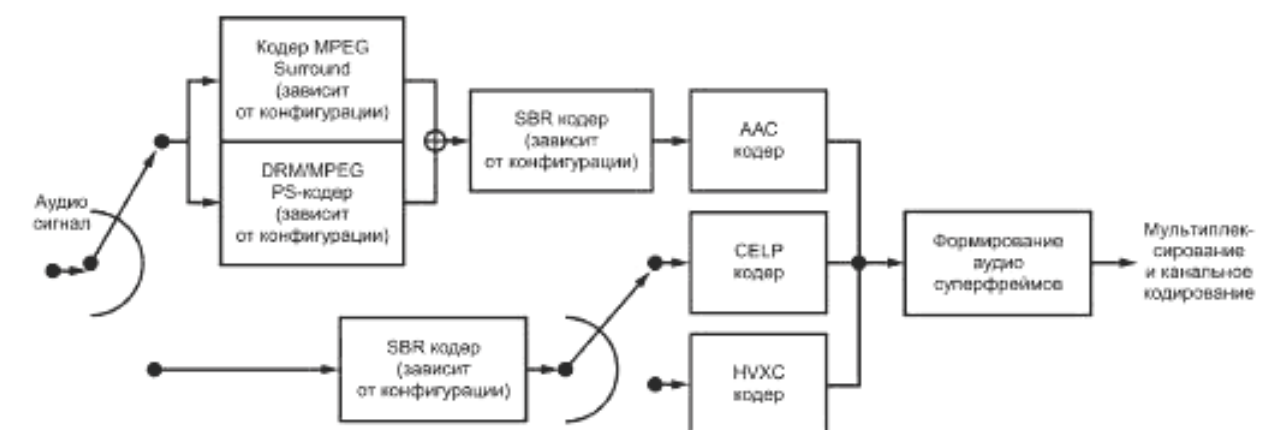 Кодер MPEG
Surround
(зависит
от конфигурации)
DRM/MPEG
PS-кодер
(зависит
от конфигурации)
SBR кодер
(зависит
от конфигурации)
AAC
кодер
Аудио
сигнал
CELP
кодер
Формирование
аудио
суперфреймов
Мультиплек-
сирование
и канальное
кодирование
SBR кодер
(зависит
от конфигурации)
HVXC
кодер